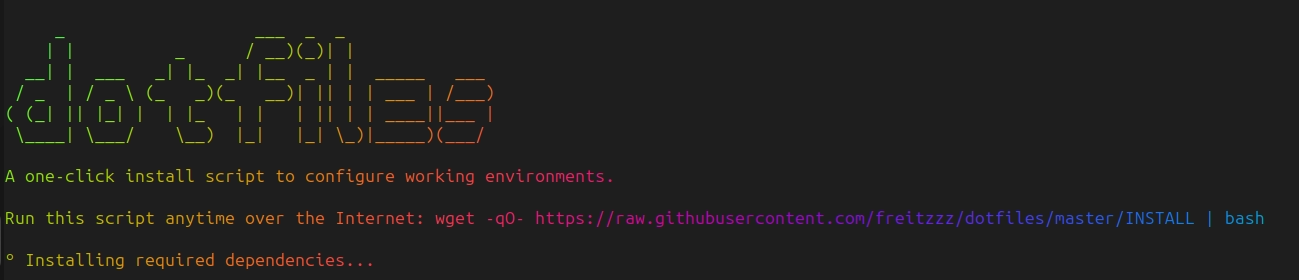 dotfiles
A one-click install script to configure working environments.
Run this script anytime over the Internet: wget -qO- https://raw.githubusercontent.com/freitzzz/dotfiles/master/INSTALL | bash
° Installing required dependencies...